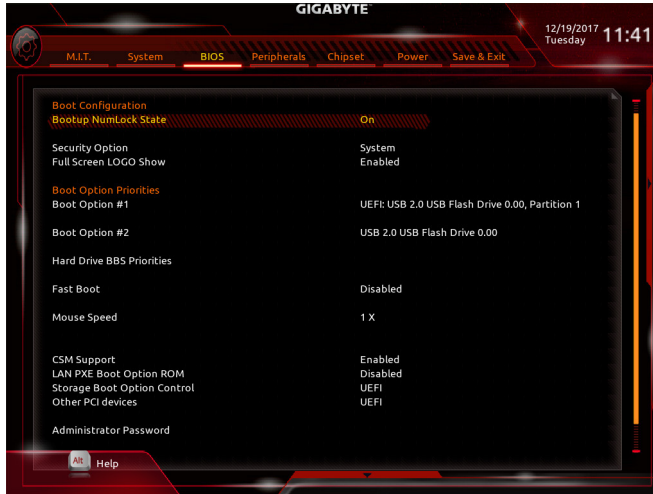 GIGABYTE™
12/19/2017 11:41
Tuesday
M.I.T. System BIOS Peripherals Chipset Power Save & Exit
Boot Configuration
Bootup NumLock State On
Security Option System
Full Screen LOGO Show Enabled
Boot Option Priorities
Boot Option #1 UEFI: USB 2.0 USB Flash Drive 0.00, Partition 1
Boot Option #2 USB 2.0 USB Flash Drive 0.00
Hard Drive BBS Priorities
Fast Boot Disabled
Mouse Speed 1 X
CSM Support Enabled
LAN PXE Boot Option ROM Disabled
Storage Boot Option Control UEFI
Other PCI devices UEFI
Administrator Password
Alt Help